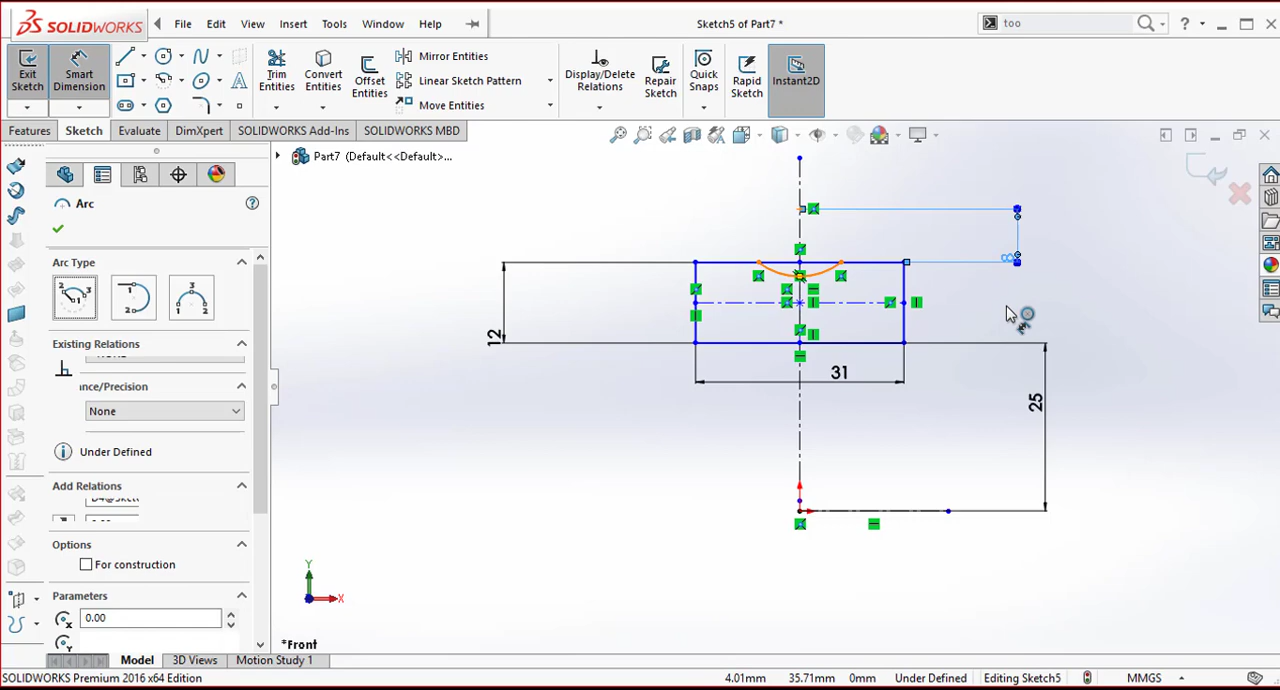 SOLIDWORKS File Edit View Insert Tools Window Help Sketch5 of Part7 * too ?
Exit Sketch Smart Dimension Trim Entities Convert Entities Offset Entities Mirror Entities Linear Sketch Pattern Move Entities Display/Delete Relations Repair Sketch Quick Snaps Rapid Sketch Instant2D
Features Sketch Evaluate DimXpert SOLIDWORKS Add-Ins SOLIDWORKS MBD
Part7 (Default<<Default>...
Arc ?
Arc Type
Existing Relations
ance/Precision
None
Under Defined
Add Relations
Options
For construction
Parameters
0.00
8
12
31
25
Y
X
*Front
Model 3D Views Motion Study 1
SOLIDWORKS Premium 2016 x64 Edition 4.01mm 35.71mm 0mm Under Defined Editing Sketch5 MMGS